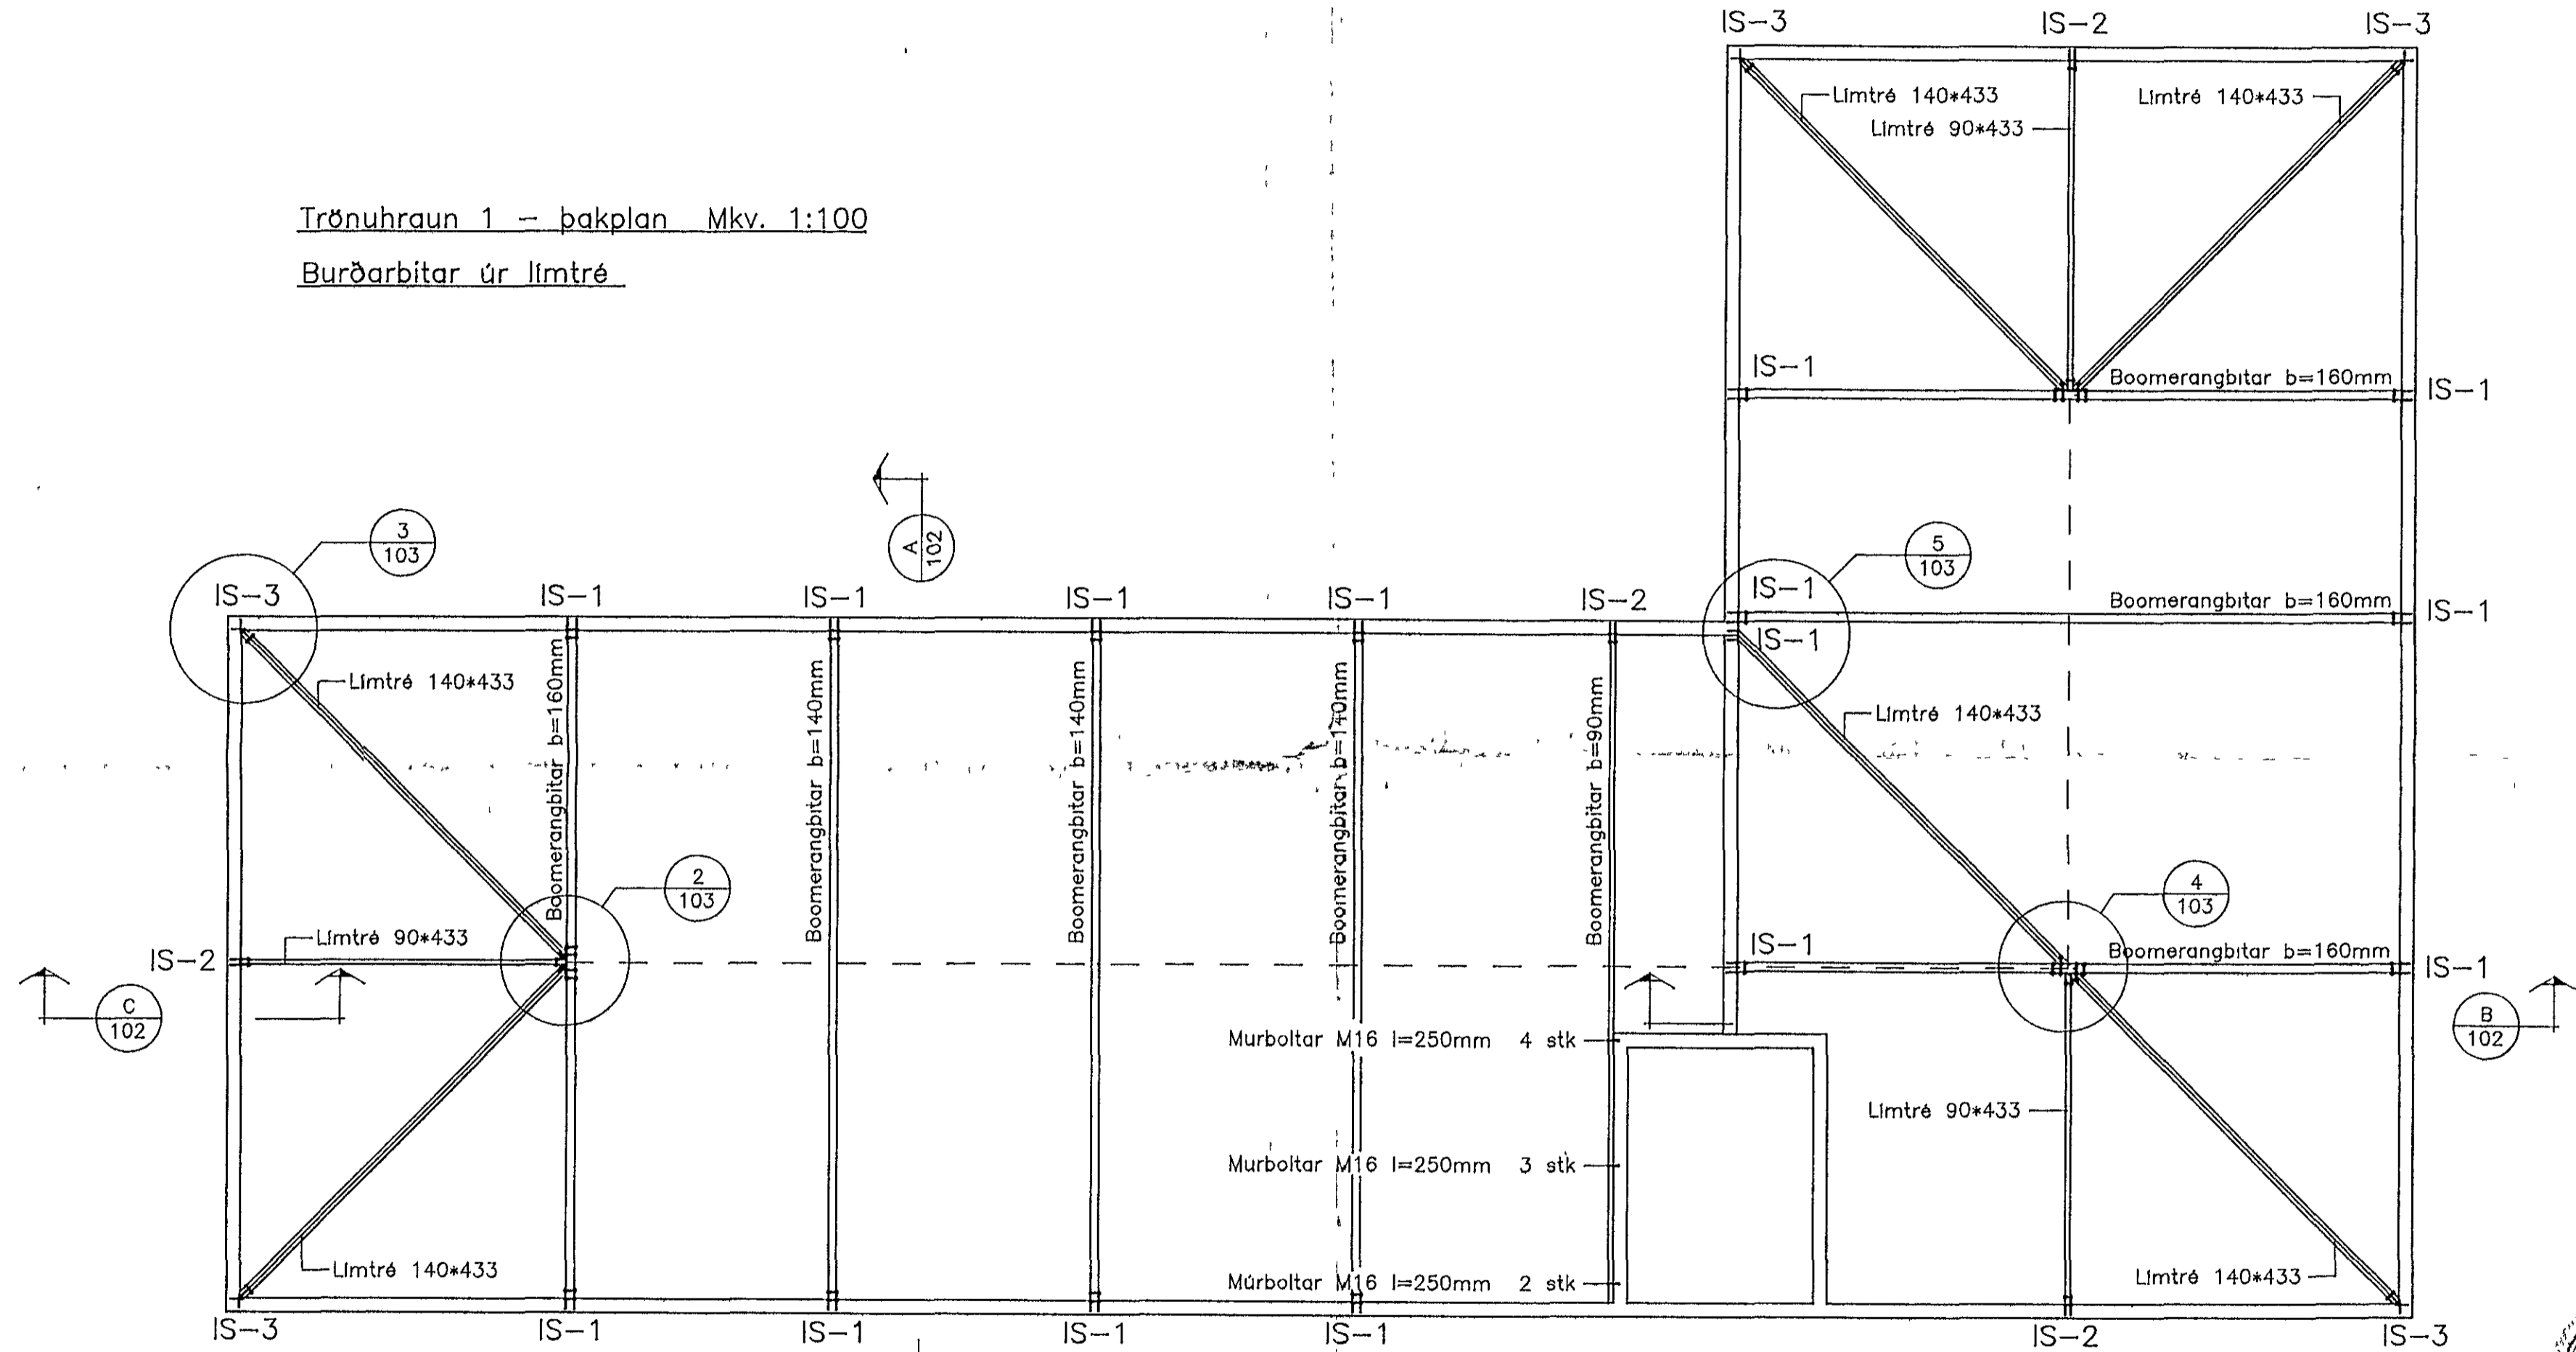 IS-3
IS-2
IS-3
Límtré 140*433
Límtré 140*433
Límtré 90*433
Trönuhraun 1 - þakplan Mkv. 1:100
Burðarbitar úr límtré
IS-1
Boomerangbitar b=160mm
IS-1
A
102
3
103
5
103
IS-3
IS-1
IS-1
IS-1
IS-1
IS-2
IS-1
Boomerangbitar b=160mm
IS-1
IS-1
Límtré 140*433
Boomerangbitar b=160mm
Boomerangbitar b=140mm
Boomerangbitar b=140mm
Boomerangbitar b=140mm
Boomerangbitar b=90mm
Límtré 140*433
2
103
4
103
IS-2
Límtré 90*433
IS-1
Boomerangbitar b=160mm
IS-1
C
102
B
102
Murboltar M16 l=250mm 4 stk
Límtré 90*433
Murboltar M16 l=250mm 3 stk
Límtré 140*433
Múrboltar M16 l=250mm 2 stk
Límtré 140*433
IS-3
IS-1
IS-1
IS-1
IS-1
IS-2
IS-3